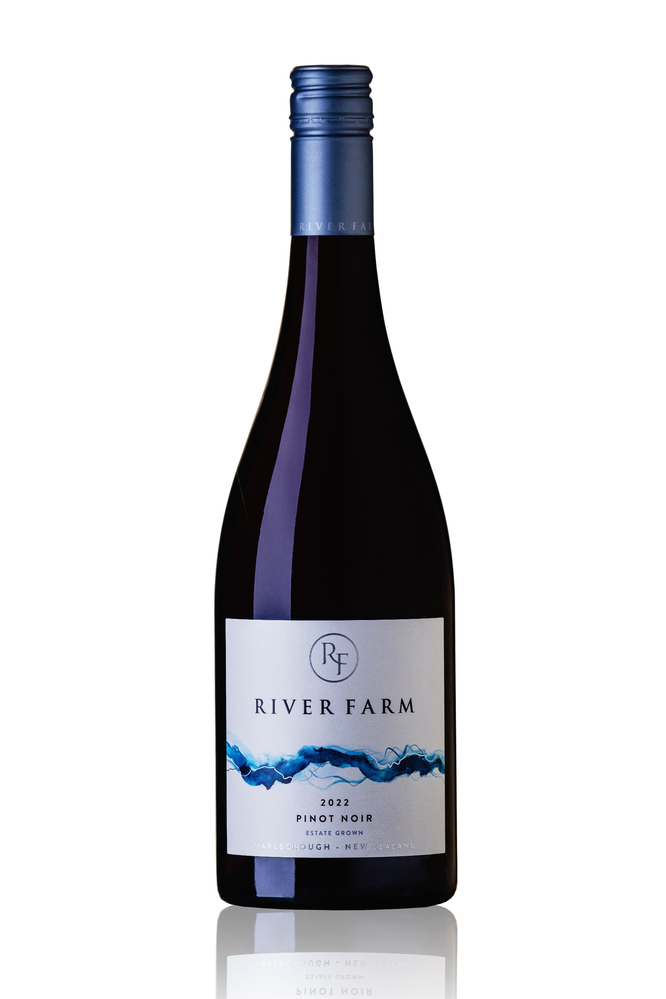 RIVER FAR
RF
RIVER FARM
2022
PINOT NOIR
ESTATE GROWN
MARLBOROUGH - NEW ZEALAND